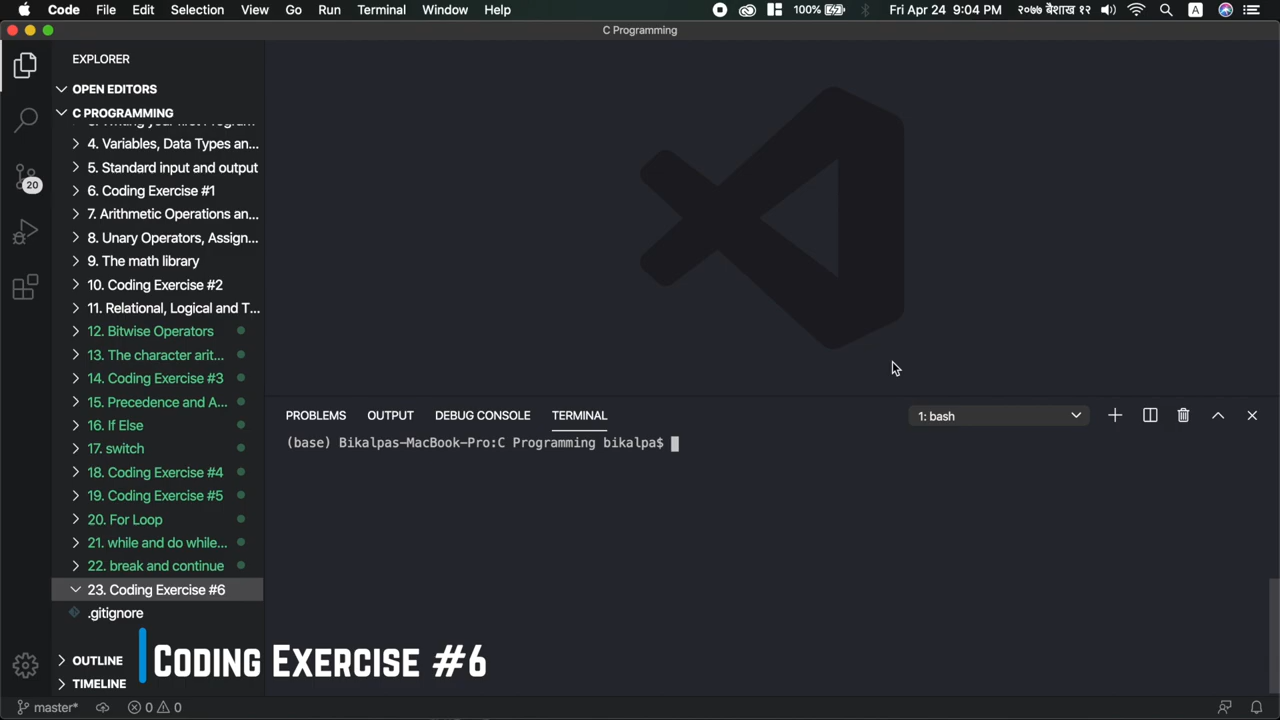 Code File Edit Selection View Go Run Terminal Window Help 100% Fri Apr 24 9:04 PM २०७७ बैशाख १२ A
C Programming
EXPLORER
OPEN EDITORS
C PROGRAMMING
4. Variables, Data Types an...
5. Standard input and output
6. Coding Exercise #1
7. Arithmetic Operations an...
8. Unary Operators, Assign...
9. The math library
10. Coding Exercise #2
11. Relational, Logical and T...
12. Bitwise Operators
13. The character arit...
14. Coding Exercise #3
15. Precedence and A...
16. If Else
17. switch
18. Coding Exercise #4
19. Coding Exercise #5
20. For Loop
21. while and do while...
22. break and continue
23. Coding Exercise #6
.gitignore
OUTLINE
TIMELINE
20
PROBLEMS OUTPUT DEBUG CONSOLE TERMINAL 1: bash
(base) Bikalpas-MacBook-Pro:C Programming bikalpa$
CODING EXERCISE #6
master* 0 0